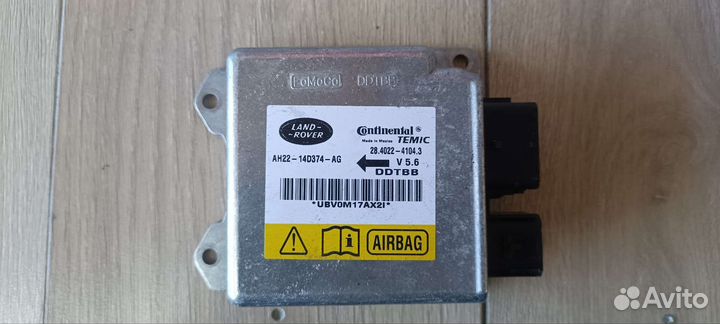 FoMoCo DDTBB
LAND-
-ROVER
Continental
Made in Mexico TEMIC
28.4022-4104.3
AH22-14D374-AG
V 5.6
DDTBB
*UBV0M17AX2I*
AIRBAG
Avito